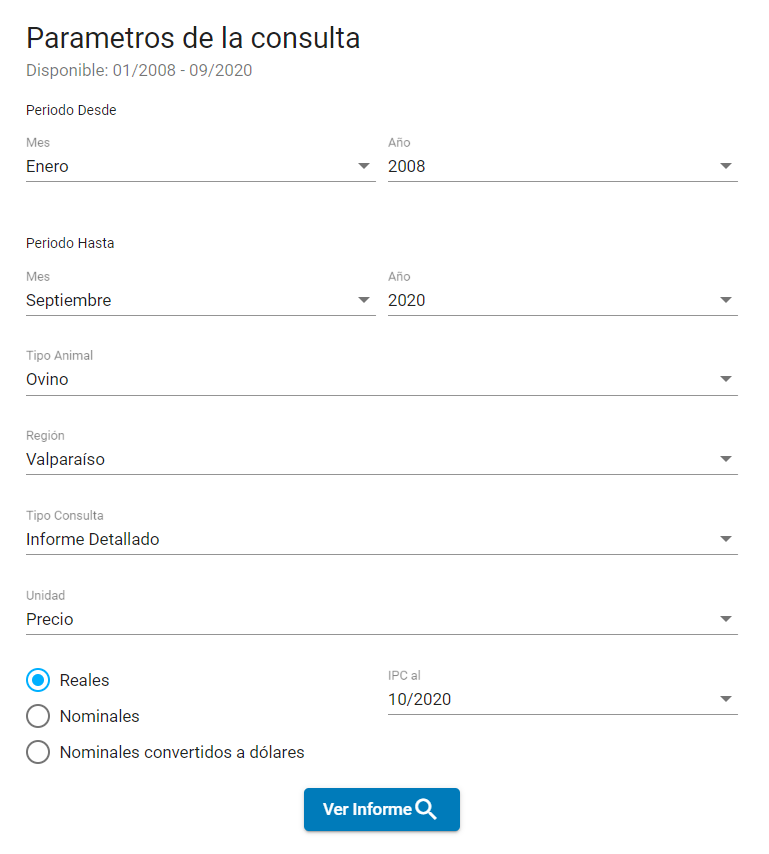 Parametros de la consulta
Disponible: 01/2008 - 09/2020
Periodo Desde
Mes Año
Enero 2008
Periodo Hasta
Mes Año
Septiembre 2020
Tipo Animal
Ovino
Región
Valparaíso
Tipo Consulta
Informe Detallado
Unidad
Precio
IPC al
Reales
10/2020
Nominales
Nominales convertidos a dólares
Ver Informe